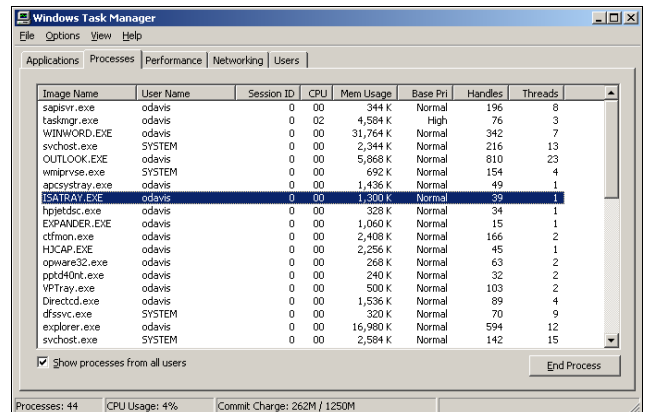 Windows Task Manager
File Options View Help
Applications Processes Performance Networking Users
Image Name User Name Session ID CPU Mem Usage Base Pri Handles Threads
sapisvr.exe odavis 0 00 344 K Normal 196 8
taskmgr.exe odavis 0 02 4,584 K High 76 3
WINWORD.EXE odavis 0 00 31,764 K Normal 342 7
svchost.exe SYSTEM 0 00 2,344 K Normal 216 13
OUTLOOK.EXE odavis 0 00 5,868 K Normal 810 23
wmiprvse.exe SYSTEM 0 00 692 K Normal 154 4
apcsystray.exe odavis 0 00 1,436 K Normal 49 1
ISATRAY.EXE odavis 0 00 1,300 K Normal 39 1
hpjetdsc.exe odavis 0 00 328 K Normal 34 1
EXPANDER.EXE odavis 0 00 1,060 K Normal 15 1
ctfmon.exe odavis 0 00 2,408 K Normal 166 2
HJCAP.EXE odavis 0 00 2,256 K Normal 45 1
opware32.exe odavis 0 00 268 K Normal 63 2
pptd40nt.exe odavis 0 00 240 K Normal 32 2
VPTray.exe odavis 0 00 500 K Normal 103 2
Directcd.exe odavis 0 00 1,536 K Normal 89 4
dfssvc.exe SYSTEM 0 00 320 K Normal 70 9
explorer.exe odavis 0 00 16,980 K Normal 594 12
svchost.exe SYSTEM 0 00 2,584 K Normal 142 15
Show processes from all users
End Process
Processes: 44 CPU Usage: 4% Commit Charge: 262M / 1250M